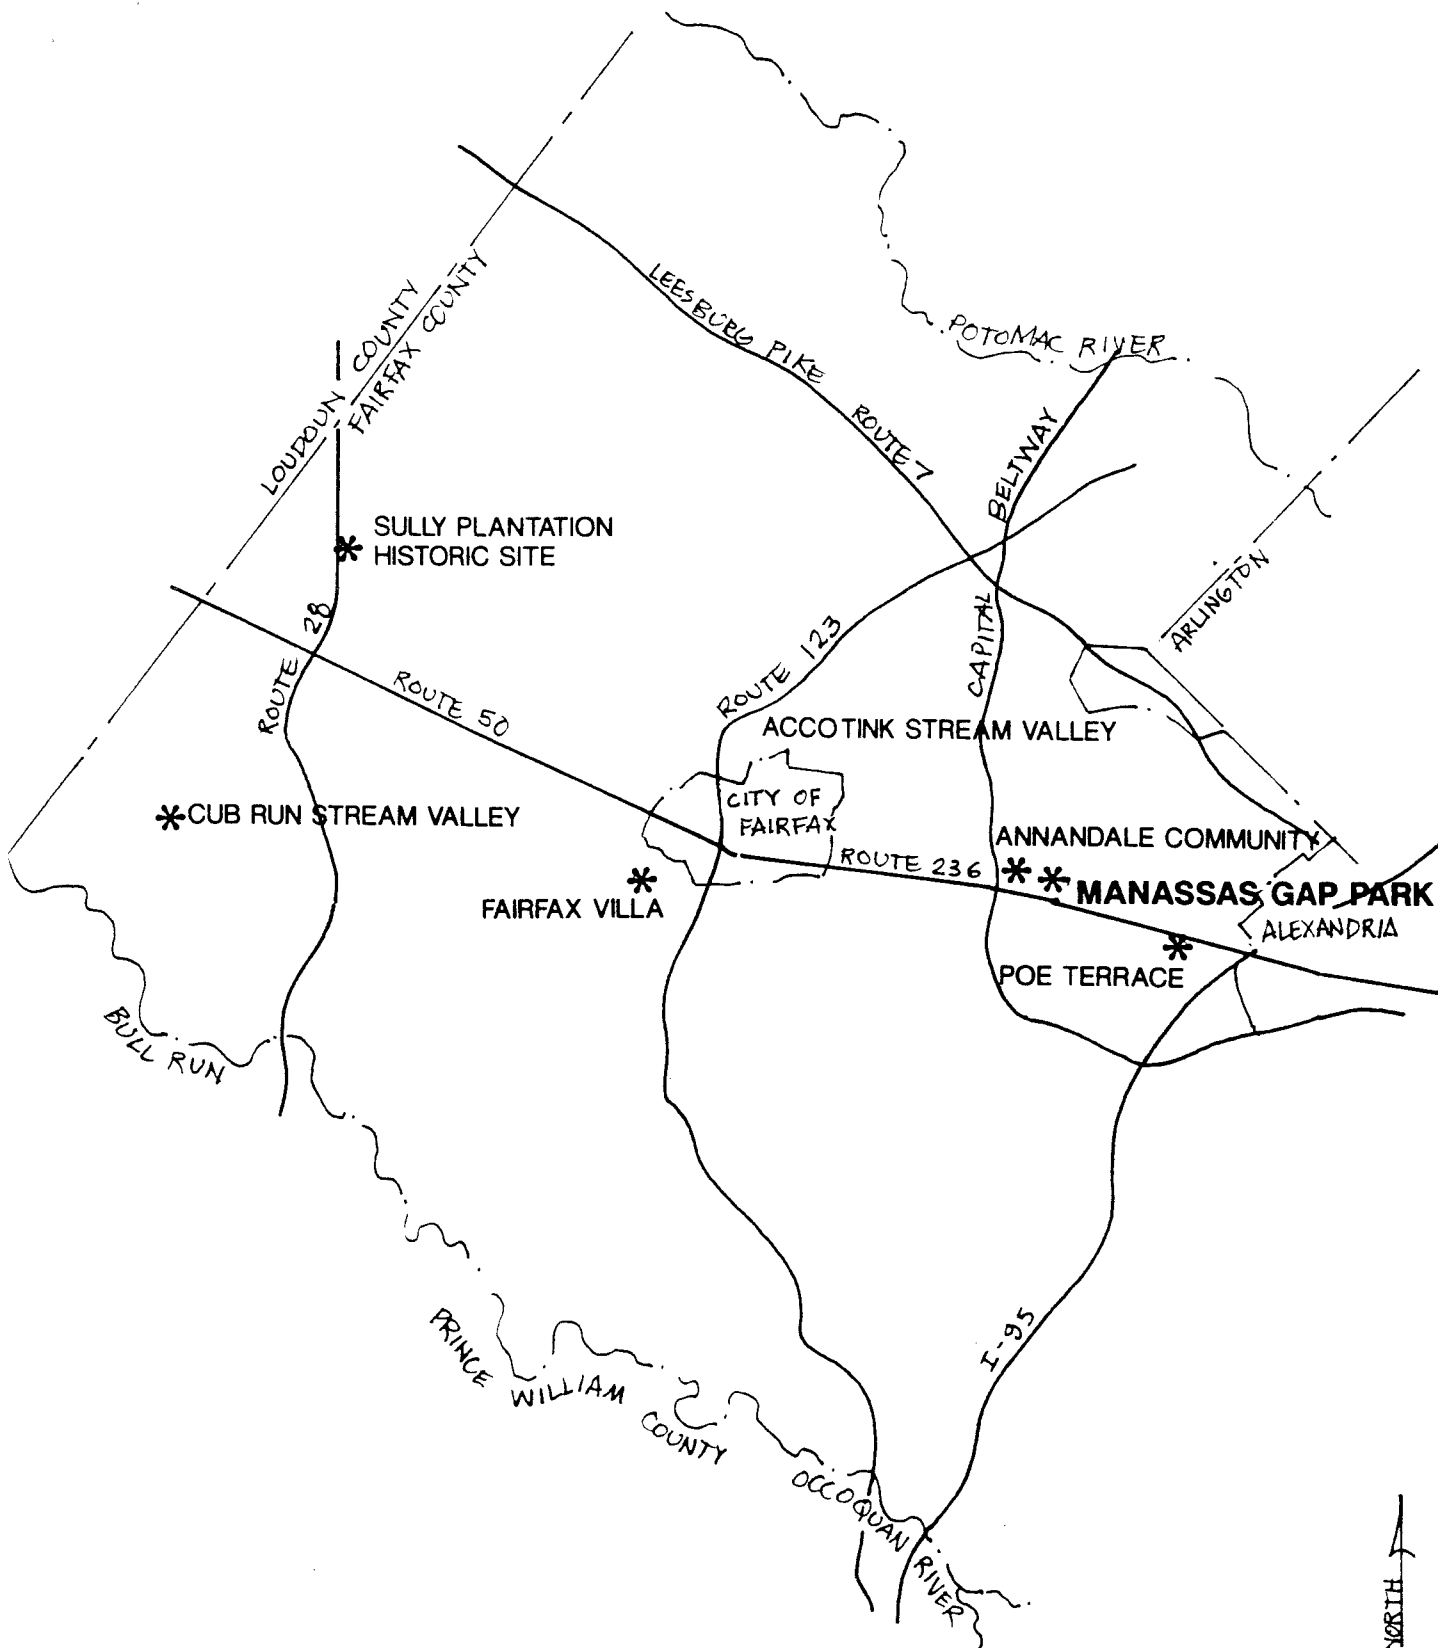 LOUDOUN COUNTY
FAIRFAX COUNTY
LEESBURG PIKE ROUTE 7
POTOMAC RIVER
CAPITAL BELTWAY
ARLINGTON
SULLY PLANTATION
HISTORIC SITE
ROUTE 28
ROUTE 50
ROUTE 123
ACCOTINK STREAM VALLEY
CUB RUN STREAM VALLEY
CITY OF
FAIRFAX
ANNANDALE COMMUNITY
ROUTE 236
MANASSAS GAP PARK
FAIRFAX VILLA
ALEXANDRIA
POE TERRACE
BULL RUN
PRINCE WILLIAM COUNTY
I-95
OCCOQUAN RIVER
NORTH